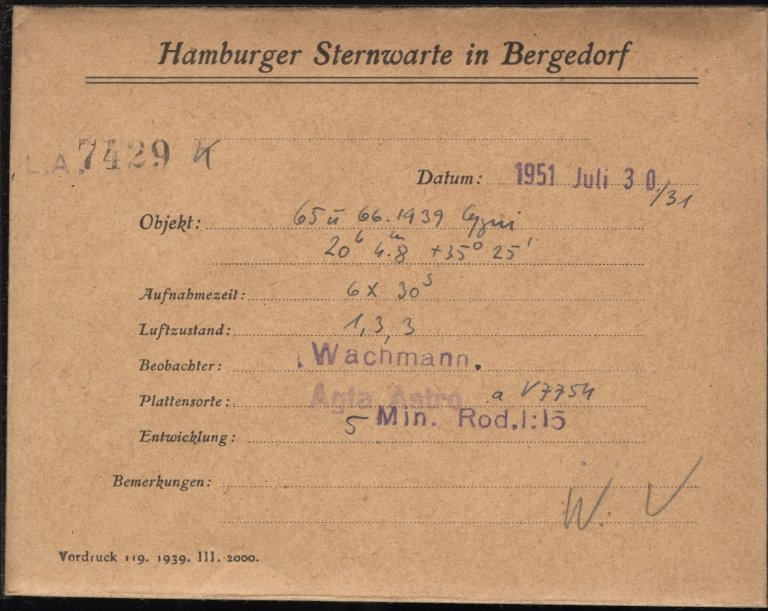 Hamburger Sternwarte in Bergedorf
L.A. 7429 K
Datum: 1951 Juli 30/31
Objekt: 65 u 66.1939 Cygni
20ʰ 4.8ᵐ +35° 25'
Aufnahmezeit: 6 x 30ˢ
Luftzustand: 1, 3, 3
Beobachter: Wachmann.
Plattensorte: Agfa Astro a V7754
Entwicklung: 5 Min. Rod. 1:15
Bemerkungen:
W. V
Vordruck 119. 1939. III. 2000.